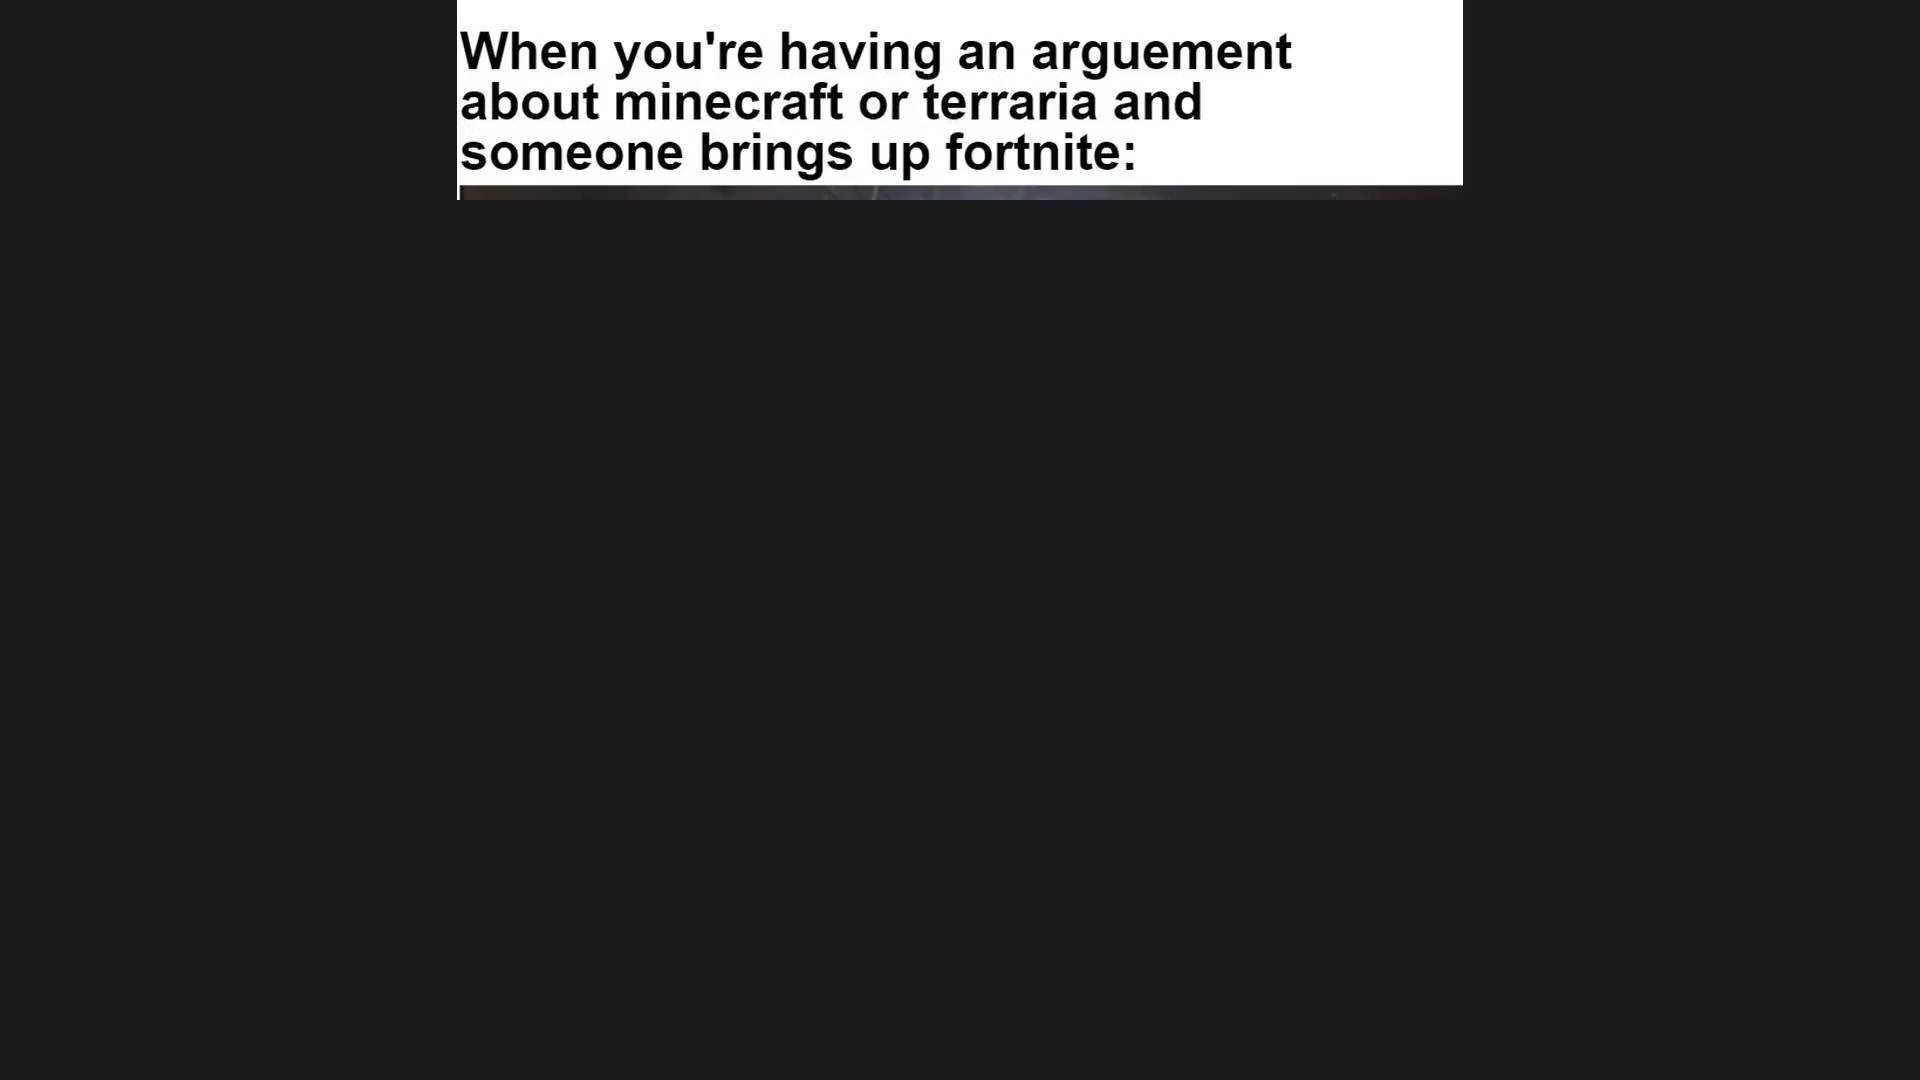 When you're having an arguement
about minecraft or terraria and
someone brings up fortnite: